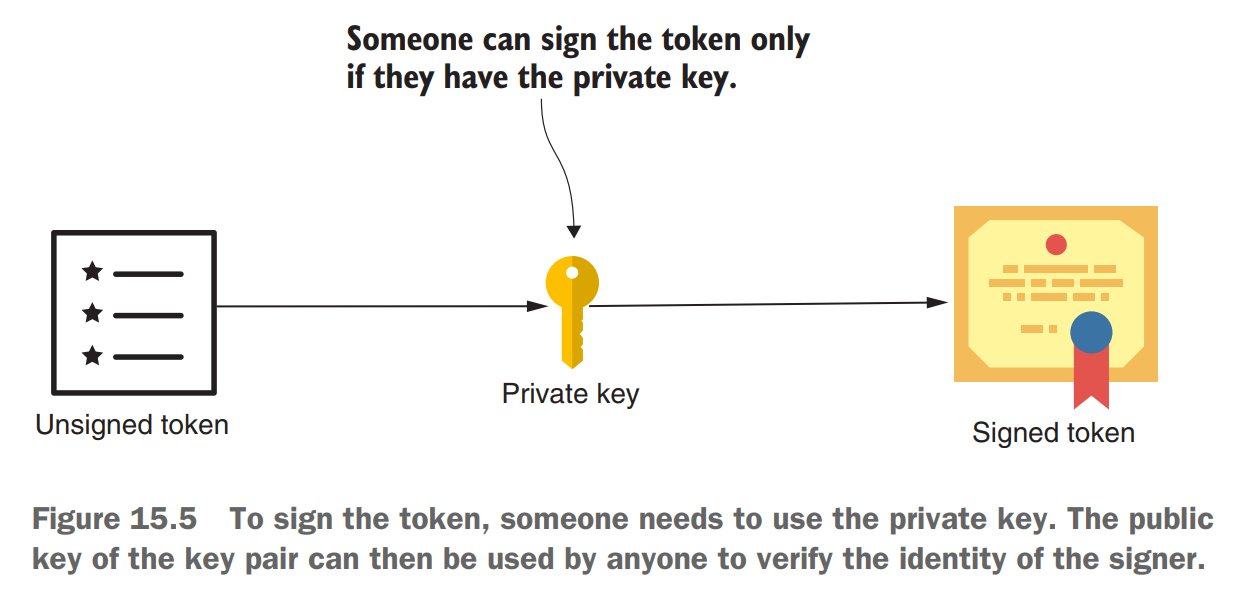 Someone can sign the token only
if they have the private key.
Unsigned token
Private key
Signed token
Figure 15.5 To sign the token, someone needs to use the private key. The public
key of the key pair can then be used by anyone to verify the identity of the signer.